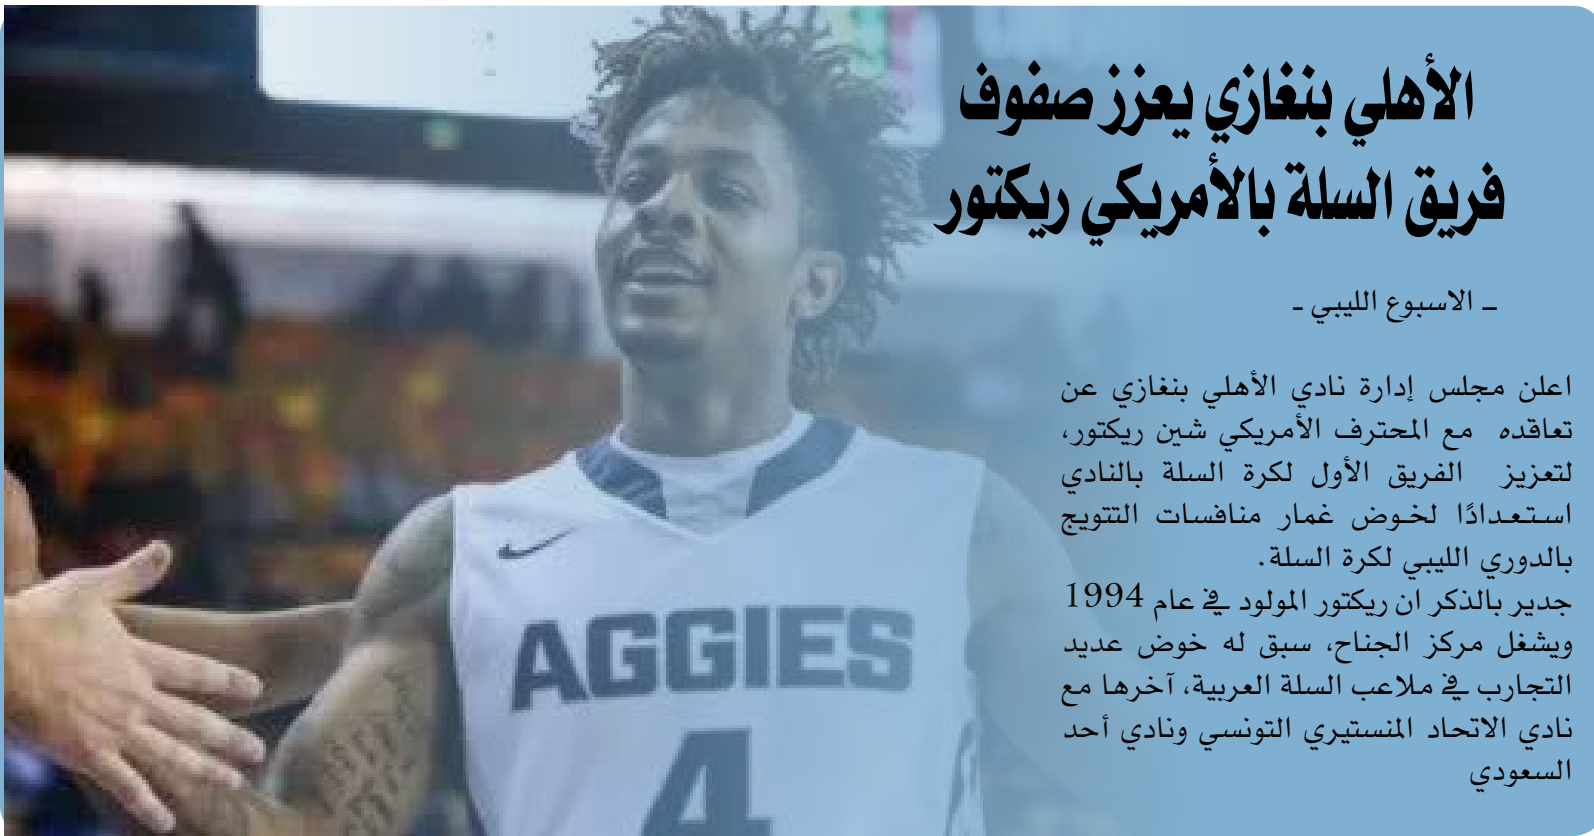 الأهلي بنغازي يعزز صفوف
فريق السلة بالأمريكي ريكتور
ـ الاسبوع الليبي ـ
اعلن مجلس إدارة نادي الأهلي بنغازي عن
تعاقده مع المحترف الأمريكي شين ريكتور،
لتعزيز الفريق الأول لكرة السلة بالنادي
استعدادًا لخوض غمار منافسات التتويج
بالدوري الليبي لكرة السلة.
جدير بالذكر ان ريكتور المولود في عام 1994
ويشغل مركز الجناح، سبق له خوض عديد
التجارب في ملاعب السلة العربية، آخرها مع
نادي الاتحاد المنستيري التونسي ونادي أحد
السعودي
AGGIES
4